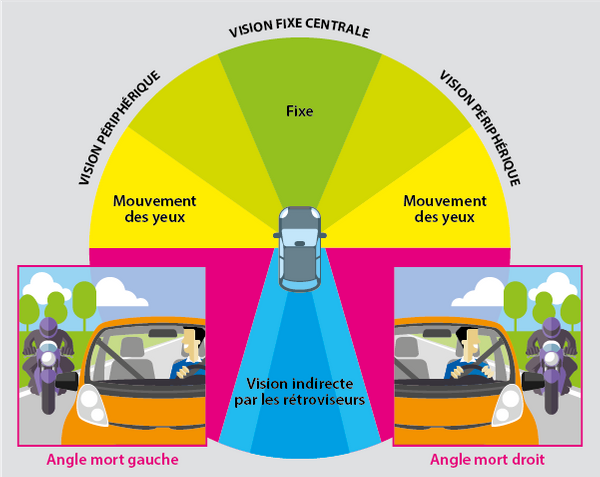 VISION FIXE CENTRALE
VISION PÉRIPHÉRIQUE
VISION PÉRIPHÉRIQUE
Fixe
Mouvement
des yeux
Mouvement
des yeux
Vision indirecte
par les rétroviseurs
Angle mort gauche
Angle mort droit